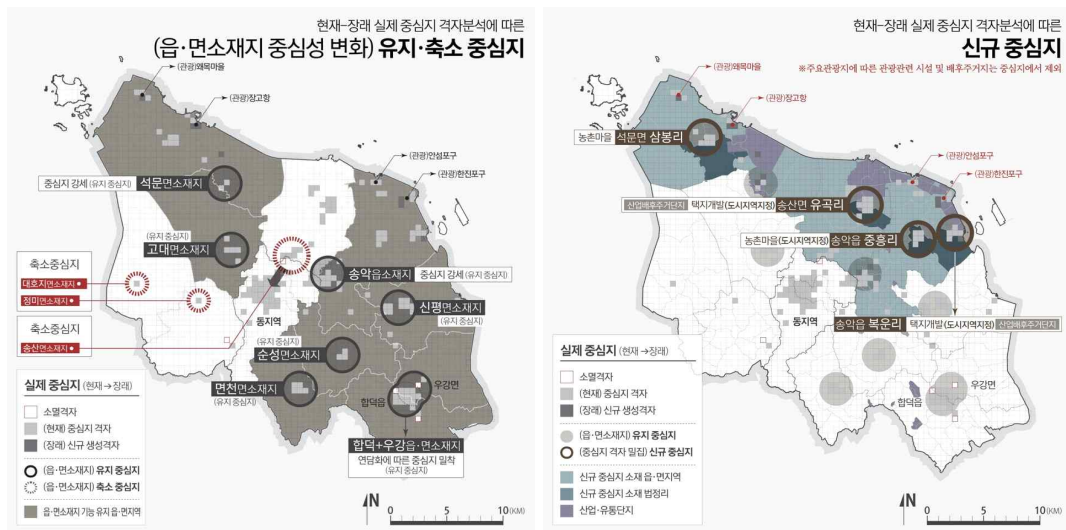 현재-장래 실제 중심지 격자분석에 따른
(읍·면소재지 중심성 변화) 유지·축소 중심지
(관광)왜목마을
(관광)장고항
(관광)안섬포구
(관광)한진포구
중심지 강세 (유지 중심지) 석문면소재지
(유지 중심지)
고대면소재지
축소중심지
대호지면소재지
정미면소재지
축소중심지
송산면소재지
송악읍소재지 중심지 강세 (유지 중심지)
신평면소재지
(유지 중심지)
동지역
(유지 중심지)
순성면소재지
면천면소재지
(유지 중심지)
우강면
합덕읍
합덕+우강읍·면소재지
연담화에 따른 중심지 밀착
(유지 중심지)
실제 중심지 (현재→장래)
소멸격자
(현재) 중심지 격자
(장래) 신규 생성격자
(읍·면소재지) 유지 중심지
(읍·면소재지) 축소 중심지
읍·면소재지 기능 유지 읍·면지역
N
0 5 10(KM)
현재-장래 실제 중심지 격자분석에 따른
신규 중심지
※주요관광지에 따른 관광관련 시설 및 배후주거지는 중심지에서 제외
(관광)왜목마을
(관광)장고항
(관광)안섬포구
(관광)한진포구
농촌마을 석문면 삼봉리
산업배후주거단지 택지개발(도시지역지정) 송산면 유곡리
농촌마을(도시지역지정) 송악읍 중흥리
송악읍 복운리 택지개발(도시지역지정) 산업배후주거단지
동지역
우강면
합덕읍
실제 중심지 (현재→장래)
소멸격자
(현재) 중심지 격자
(장래) 신규 생성격자
(읍·면소재지) 유지 중심지
(중심지 격자 밀집) 신규 중심지
신규 중심지 소재 읍·면지역
신규 중심지 소재 법정리
산업·유통단지
N
0 5 10(KM)